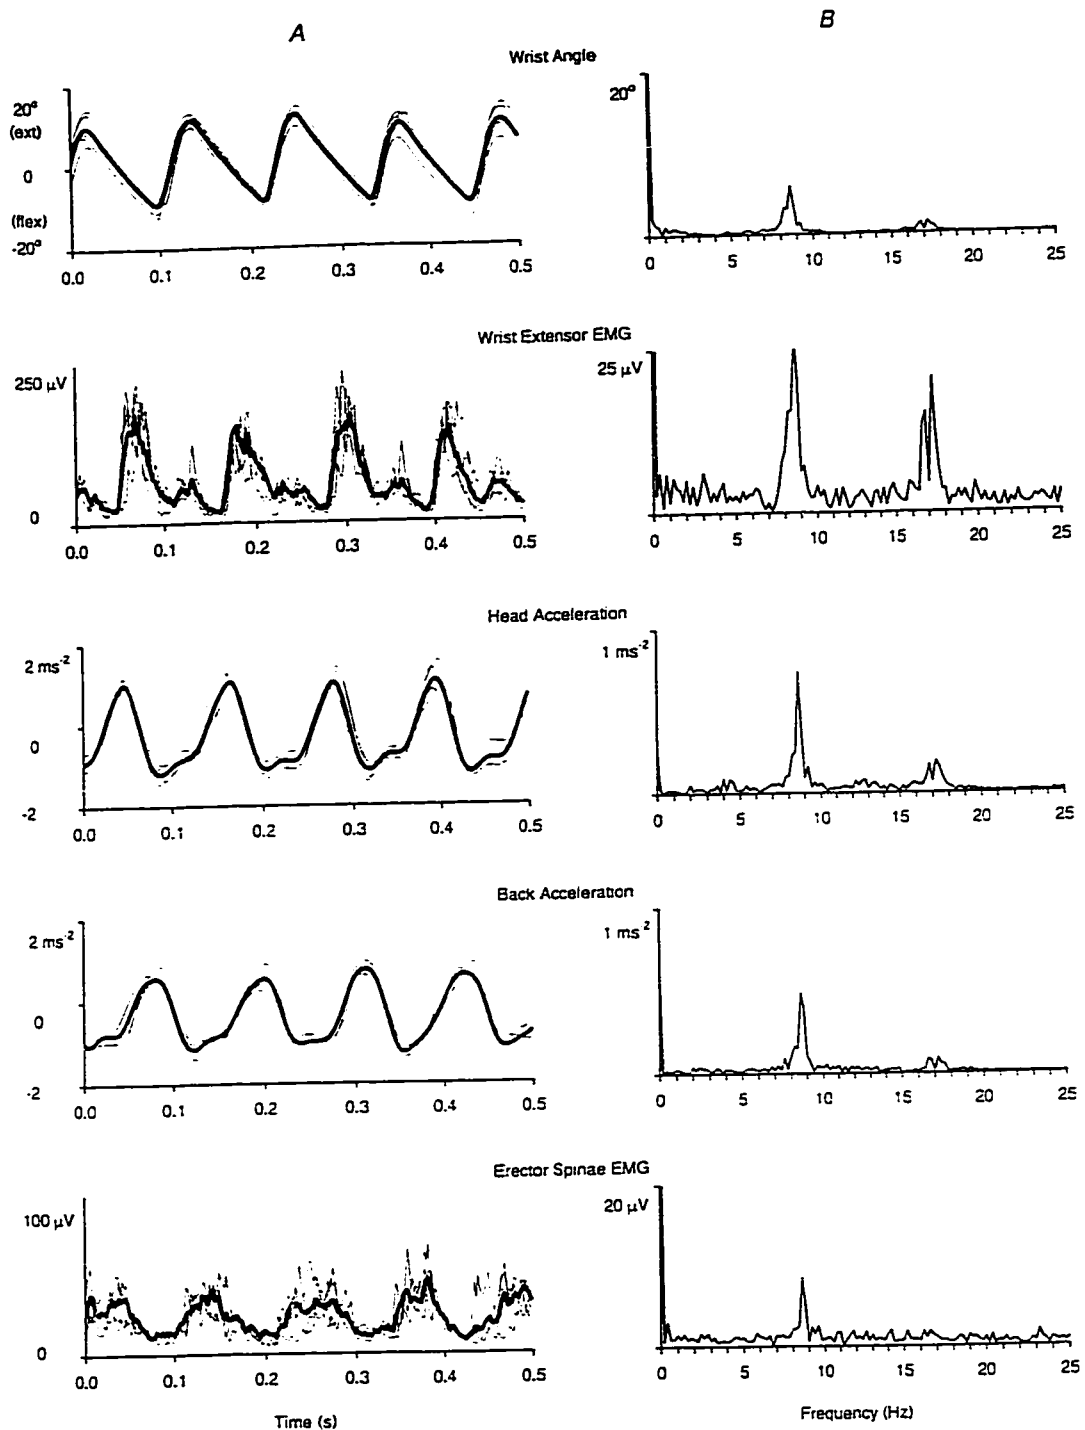 A
B
Wrist Angle
20°
(ext)
0
(flex)
-20°
0.0 0.1 0.2 0.3 0.4 0.5
20°
0 5 10 15 20 25
Wrist Extensor EMG
250 µV
0
0.0 0.1 0.2 0.3 0.4 0.5
25 µV
0 5 10 15 20 25
Head Acceleration
2 ms-2
0
-2
0.0 0.1 0.2 0.3 0.4 0.5
1 ms-2
0 5 10 15 20 25
Back Acceleration
2 ms-2
0
-2
0.0 0.1 0.2 0.3 0.4 0.5
1 ms-2
0 5 10 15 20 25
Erector Spinae EMG
100 µV
0
0.0 0.1 0.2 0.3 0.4 0.5
20 µV
0 5 10 15 20 25
Time (s)
Frequency (Hz)